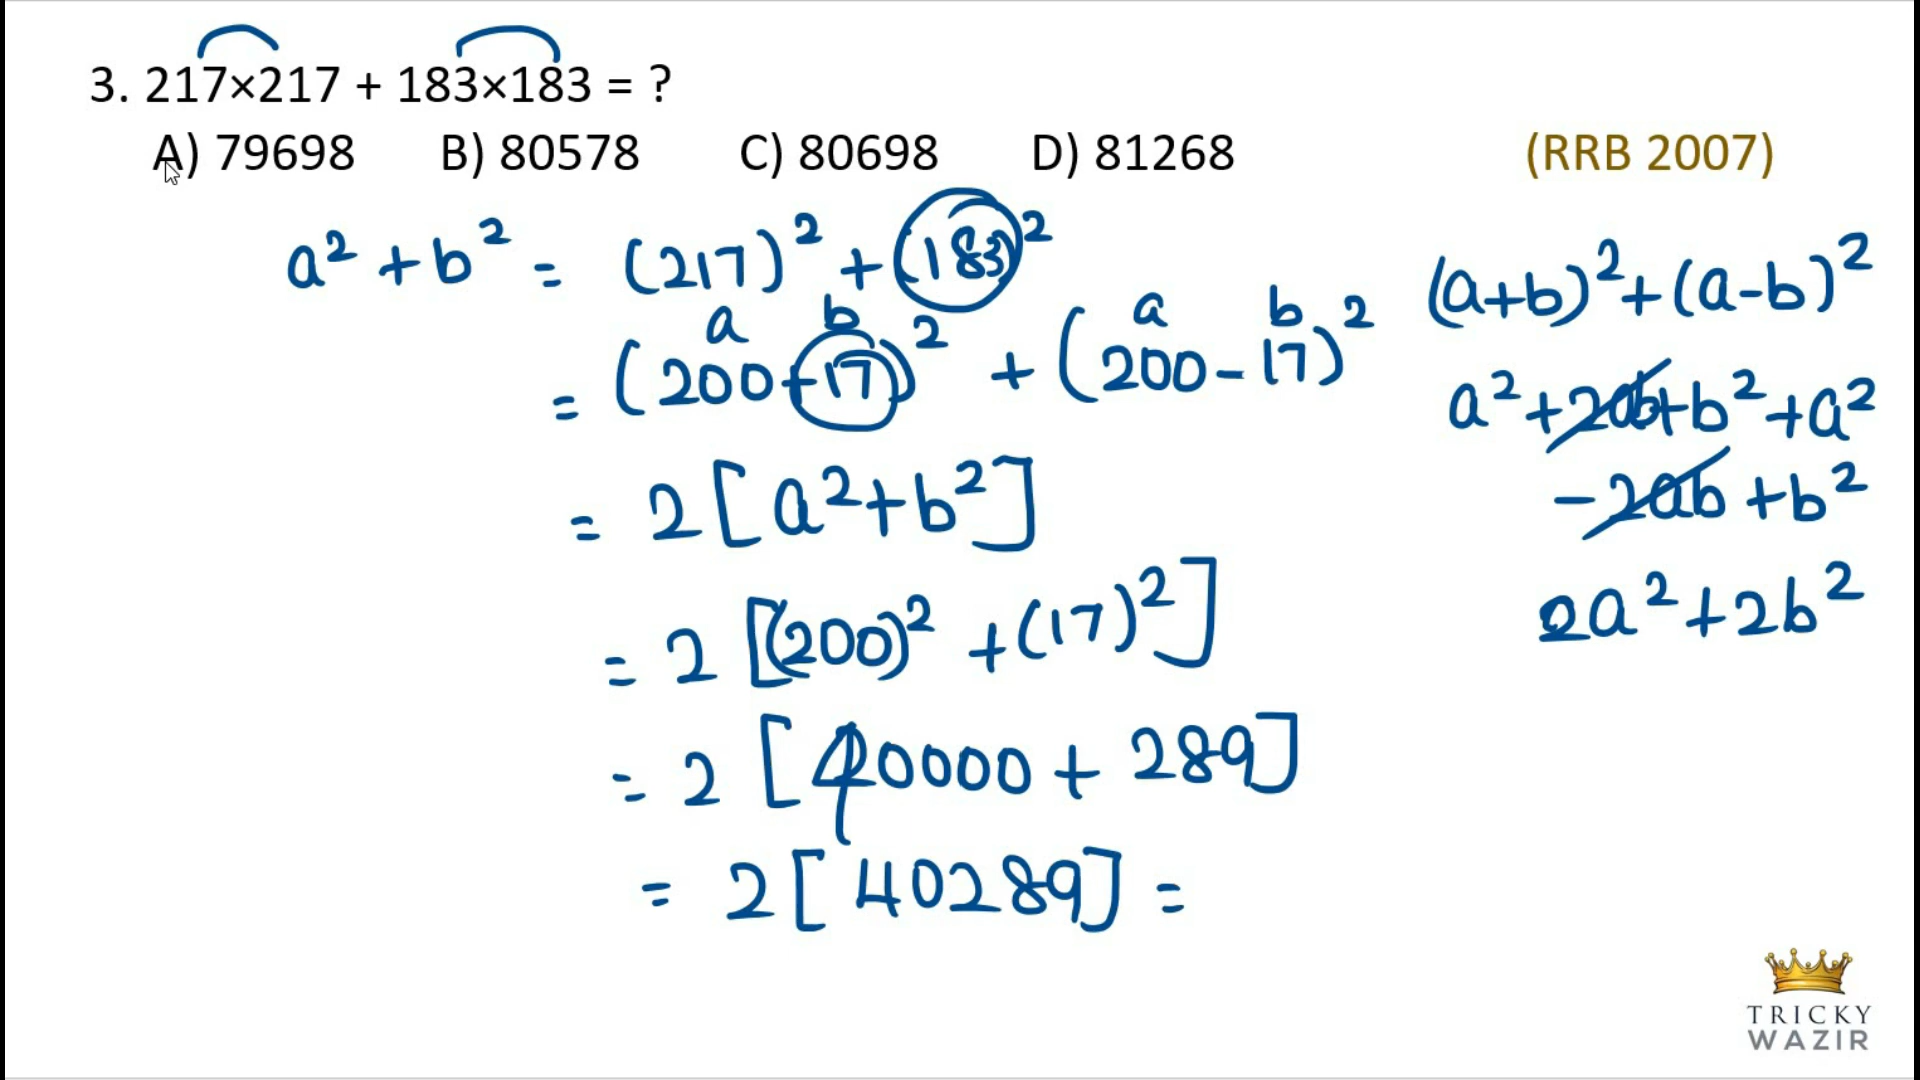 3. 217×217 + 183×183 = ?
A) 79698 B) 80578 C) 80698 D) 81268 (RRB 2007)
a² + b² = (217)² + (183)²
a b a b
= (200+17)² + (200-17)²
= 2[a²+b²]
= 2[(200)² + (17)²]
= 2[40000 + 289]
= 2[40289] =
(a+b)²+(a-b)²
a²+2ab+b²+a²
-2ab+b²
2a²+2b²
TRICKY
WAZIR